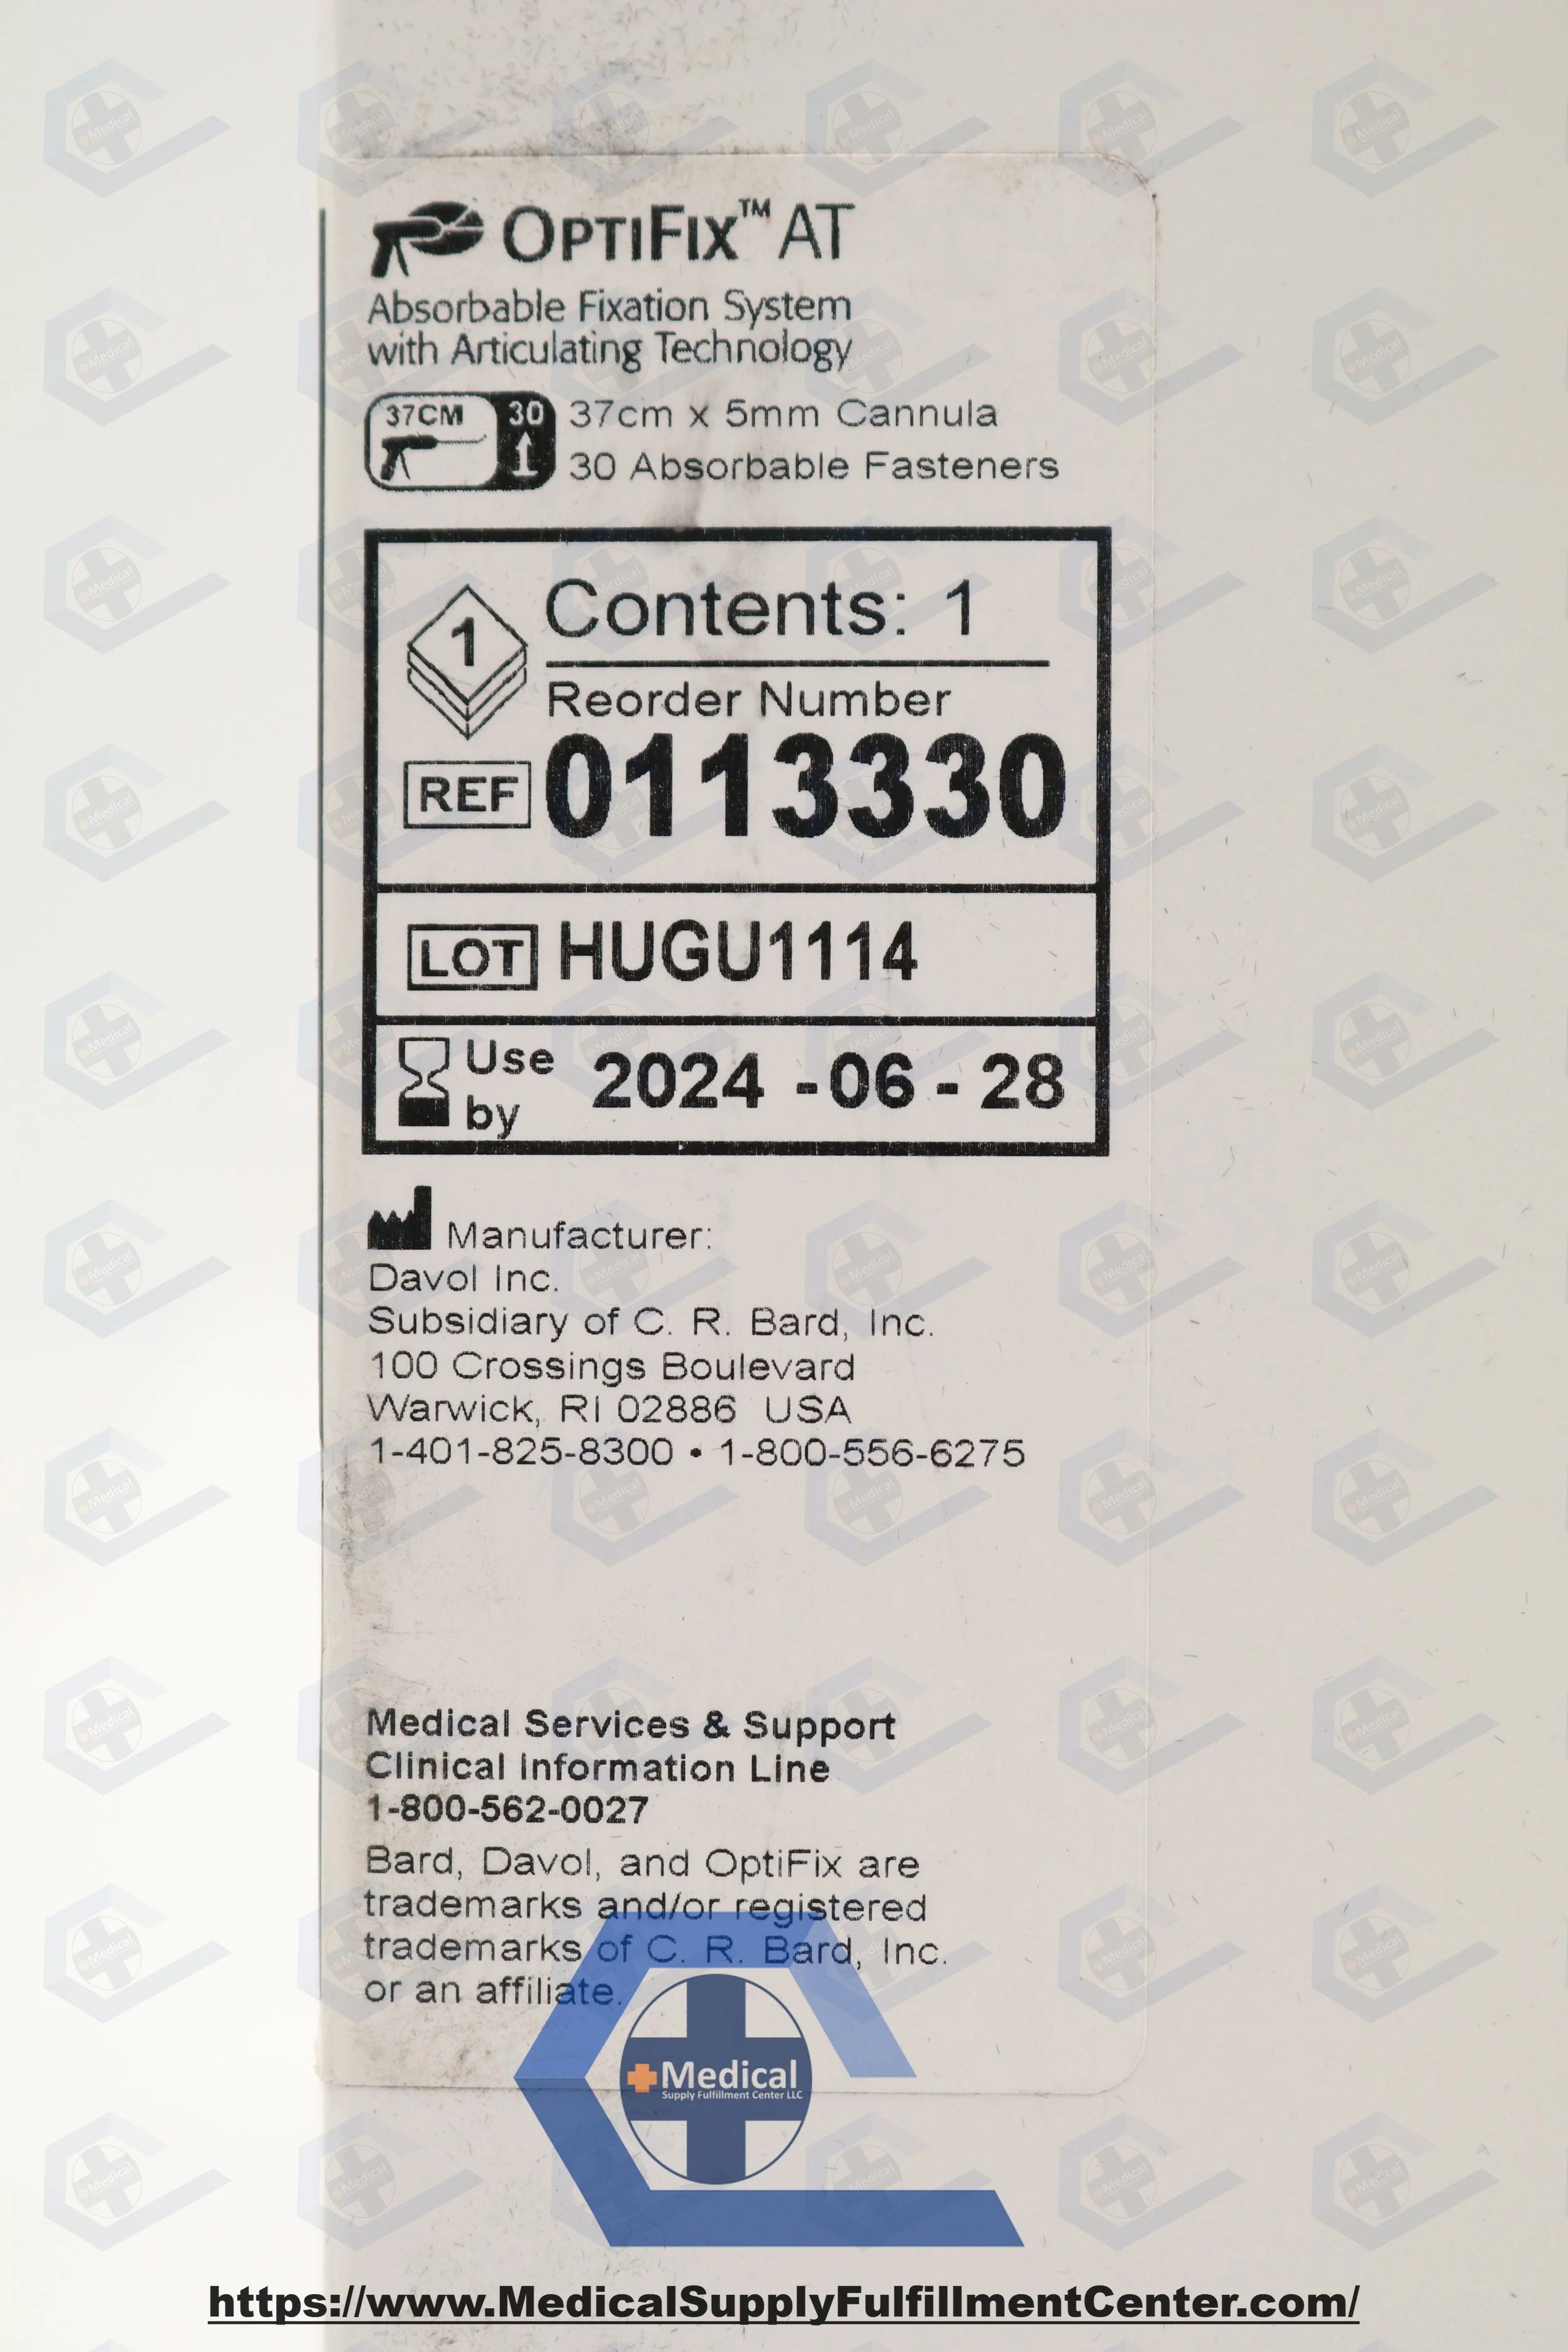 OPTIFIX™ AT
Absorbable Fixation System
with Articulating Technology
37CM 30
37cm x 5mm Cannula
30 Absorbable Fasteners
1
Contents: 1
Reorder Number
REF 0113330
LOT HUGU1114
Use by 2024 -06 - 28
Manufacturer:
Davol Inc.
Subsidiary of C. R. Bard, Inc.
100 Crossings Boulevard
Warwick, RI 02886 USA
1-401-825-8300 • 1-800-556-6275
Medical Services & Support
Clinical Information Line
1-800-562-0027
Bard, Davol, and OptiFix are
trademarks and/or registered
trademarks of C. R. Bard, Inc.
or an affiliate.
Medical
Supply Fulfillment Center LLC
https://www.MedicalSupplyFulfillmentCenter.com/